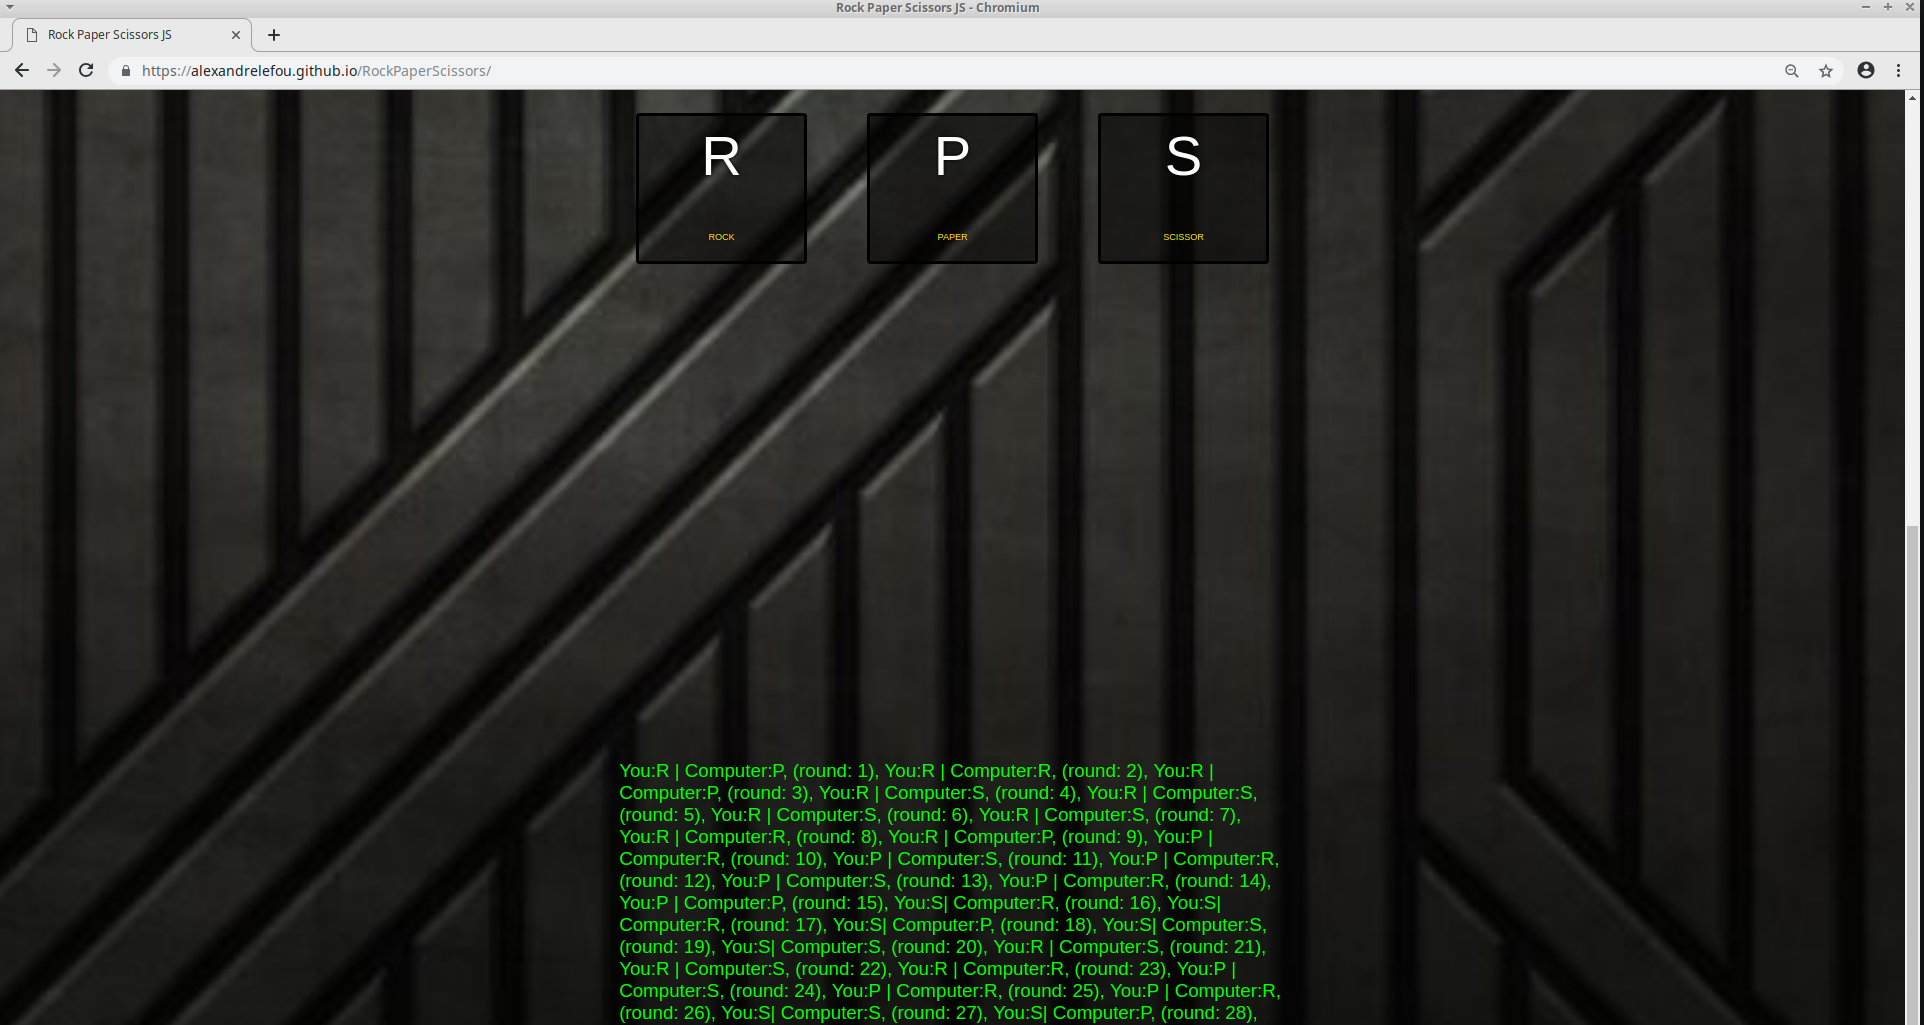 Rock Paper Scissors JS - Chromium
Rock Paper Scissors JS
https://alexandrelefou.github.io/RockPaperScissors/
R P S
ROCK PAPER SCISSOR
You:R | Computer:P, (round: 1), You:R | Computer:R, (round: 2), You:R |
Computer:P, (round: 3), You:R | Computer:S, (round: 4), You:R | Computer:S,
(round: 5), You:R | Computer:S, (round: 6), You:R | Computer:S, (round: 7),
You:R | Computer:R, (round: 8), You:R | Computer:P, (round: 9), You:P |
Computer:R, (round: 10), You:P | Computer:S, (round: 11), You:P | Computer:R,
(round: 12), You:P | Computer:S, (round: 13), You:P | Computer:R, (round: 14),
You:P | Computer:P, (round: 15), You:S| Computer:R, (round: 16), You:S|
Computer:R, (round: 17), You:S| Computer:P, (round: 18), You:S| Computer:S,
(round: 19), You:S| Computer:S, (round: 20), You:R | Computer:S, (round: 21),
You:R | Computer:S, (round: 22), You:R | Computer:R, (round: 23), You:P |
Computer:S, (round: 24), You:P | Computer:R, (round: 25), You:P | Computer:R,
(round: 26), You:S| Computer:S, (round: 27), You:S| Computer:P, (round: 28),